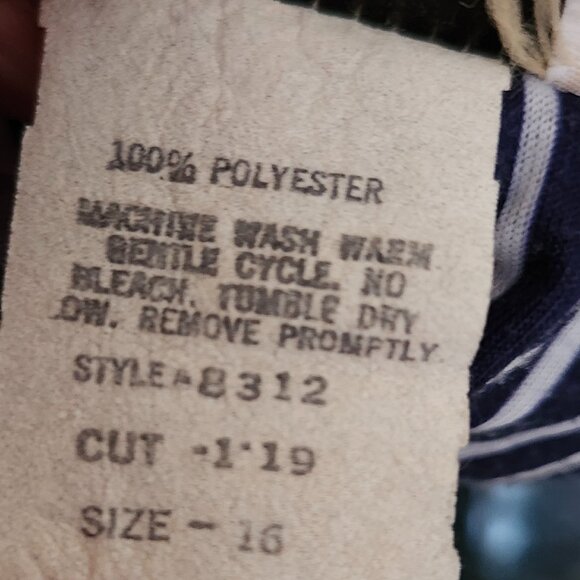 100% POLYESTER
MACHINE WASH WARM
GENTLE CYCLE. NO
BLEACH. TUMBLE DRY
OW. REMOVE PROMPTLY
STYLE - 8312
CUT -1-19
SIZE - 16